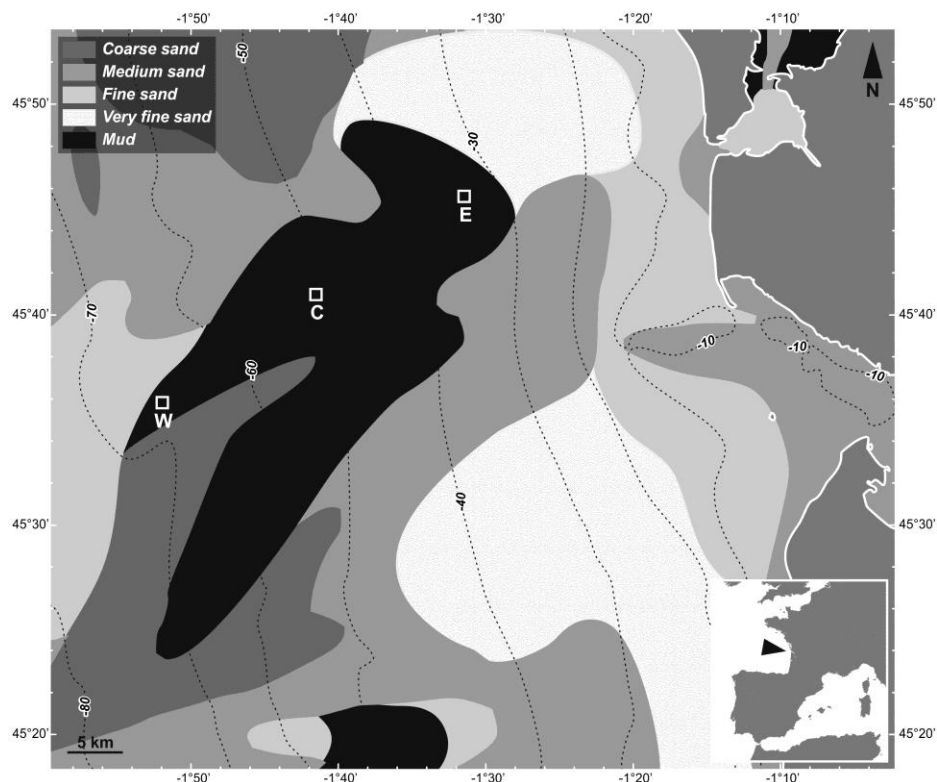 -1°50' -1°40' -1°30' -1°20' -1°10'
Coarse sand
Medium sand
Fine sand
Very fine sand
Mud
-50
N
45°50' 45°50'
-30
E
C
-70
45°40' 45°40'
-10
-10
-10
-60
W
45°30' 45°30'
-40
-80
45°20' 45°20'
5 km
-1°50' -1°40' -1°30' -1°20' -1°10'